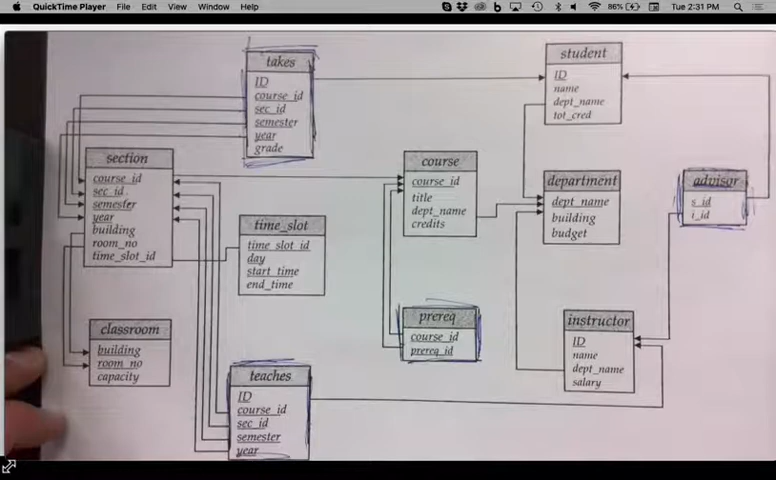 QuickTime Player File Edit View Window Help 86% Tue 2:31 PM
takes
ID
course_id
sec_id
semester
year
grade
student
ID
name
dept_name
tot_cred
section
course_id
sec_id
semester
year
building
room_no
time_slot_id
course
course_id
title
dept_name
credits
department
dept_name
building
budget
advisor
s_id
i_id
time_slot
time_slot_id
day
start_time
end_time
classroom
building
room_no
capacity
prereq
course_id
prereq_id
instructor
ID
name
dept_name
salary
teaches
ID
course_id
sec_id
semester
year